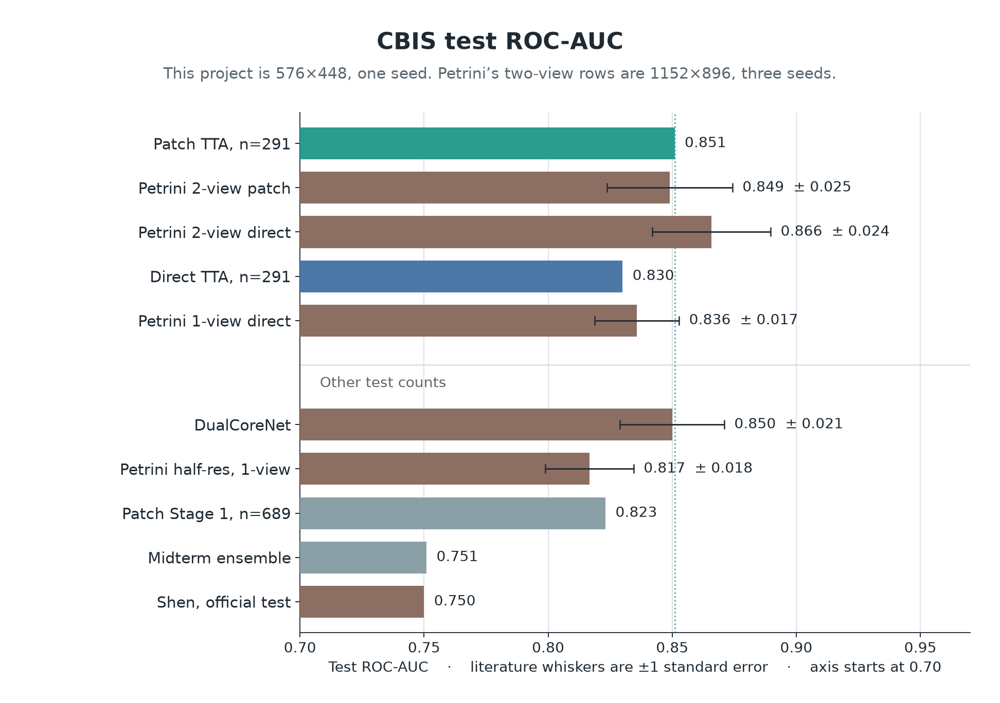 CBIS test ROC-AUC
This project is 576×448, one seed. Petrini’s two-view rows are 1152×896, three seeds.
Patch TTA, n=291
0.851
Petrini 2-view patch
0.849 ± 0.025
Petrini 2-view direct
0.866 ± 0.024
Direct TTA, n=291
0.830
Petrini 1-view direct
0.836 ± 0.017
Other test counts
DualCoreNet
0.850 ± 0.021
Petrini half-res, 1-view
0.817 ± 0.018
Patch Stage 1, n=689
0.823
Midterm ensemble
0.751
Shen, official test
0.750
0.70 0.75 0.80 0.85 0.90 0.95
Test ROC-AUC · literature whiskers are ±1 standard error · axis starts at 0.70